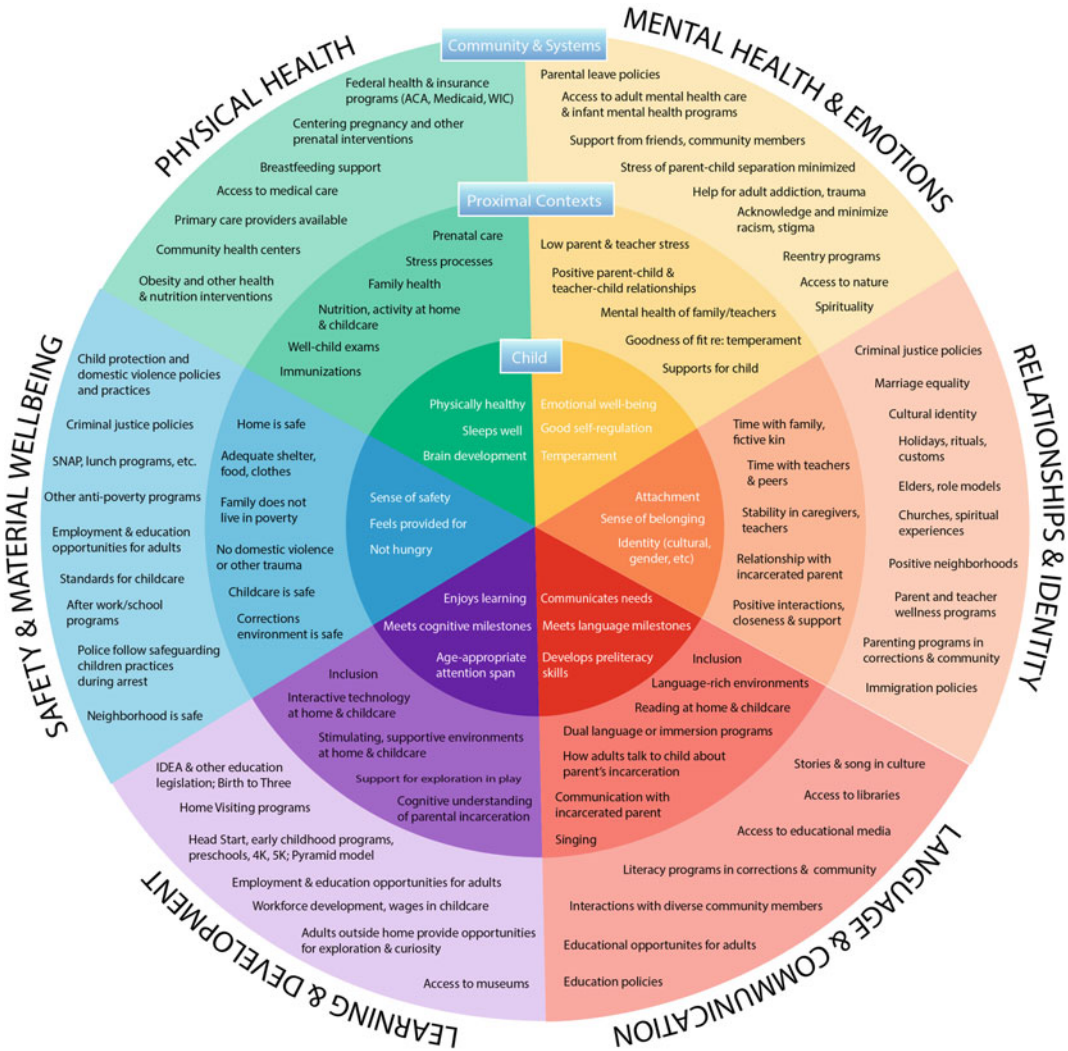 PHYSICAL HEALTH
Community & Systems
Federal health & insurance
programs (ACA, Medicaid, WIC)
Centering pregnancy and other
prenatal interventions
Breastfeeding support
Access to medical care
Primary care providers available
Community health centers
Obesity and other health
& nutrition interventions
Proximal Contexts
Prenatal care
Stress processes
Family health
Nutrition, activity at home
& childcare
Well-child exams
Immunizations
Child
Physically healthy
Sleeps well
Brain development
MENTAL HEALTH & EMOTIONS
Parental leave policies
Access to adult mental health care
& infant mental health programs
Support from friends, community members
Stress of parent-child separation minimized
Help for adult addiction, trauma
Acknowledge and minimize
racism, stigma
Reentry programs
Access to nature
Spirituality
Low parent & teacher stress
Positive parent-child &
teacher-child relationships
Mental health of family/teachers
Goodness of fit re: temperament
Supports for child
Emotional well-being
Good self-regulation
Temperament
RELATIONSHIPS & IDENTITY
Criminal justice policies
Marriage equality
Cultural identity
Holidays, rituals,
customs
Elders, role models
Churches, spiritual
experiences
Positive neighborhoods
Parent and teacher
wellness programs
Parenting programs in
corrections & community
Immigration policies
Time with family,
fictive kin
Time with teachers
& peers
Stability in caregivers,
teachers
Relationship with
incarcerated parent
Positive interactions,
closeness & support
Attachment
Sense of belonging
Identity (cultural,
gender, etc)
LANGUAGE & COMMUNICATION
Communicates needs
Meets language milestones
Develops preliteracy
skills
Inclusion
Language-rich environments
Reading at home & childcare
Dual language or immersion programs
How adults talk to child about
parent's incarceration
Communication with
incarcerated parent
Singing
Stories & song in culture
Access to libraries
Access to educational media
Literacy programs in corrections & community
Interactions with diverse community members
Educational opportunites for adults
Education policies
LEARNING & DEVELOPMENT
Enjoys learning
Meets cognitive milestones
Age-appropriate
attention span
Inclusion
Interactive technology
at home & childcare
Stimulating, supportive environments
at home & childcare
Support for exploration in play
Cognitive understanding
of parental incarceration
IDEA & other education
legislation; Birth to Three
Home Visiting programs
Head Start, early childhood programs,
preschools, 4K, 5K; Pyramid model
Employment & education opportunities for adults
Workforce development, wages in childcare
Adults outside home provide opportunities
for exploration & curiosity
Access to museums
SAFETY & MATERIAL WELLBEING
Child protection and
domestic violence policies
and practices
Criminal justice policies
SNAP, lunch programs, etc.
Other anti-poverty programs
Employment & education
opportunities for adults
Standards for childcare
After work/school
programs
Police follow safeguarding
children practices
during arrest
Neighborhood is safe
Home is safe
Adequate shelter,
food, clothes
Family does not
live in poverty
No domestic violence
or other trauma
Childcare is safe
Corrections
environment is safe
Sense of safety
Feels provided for
Not hungry